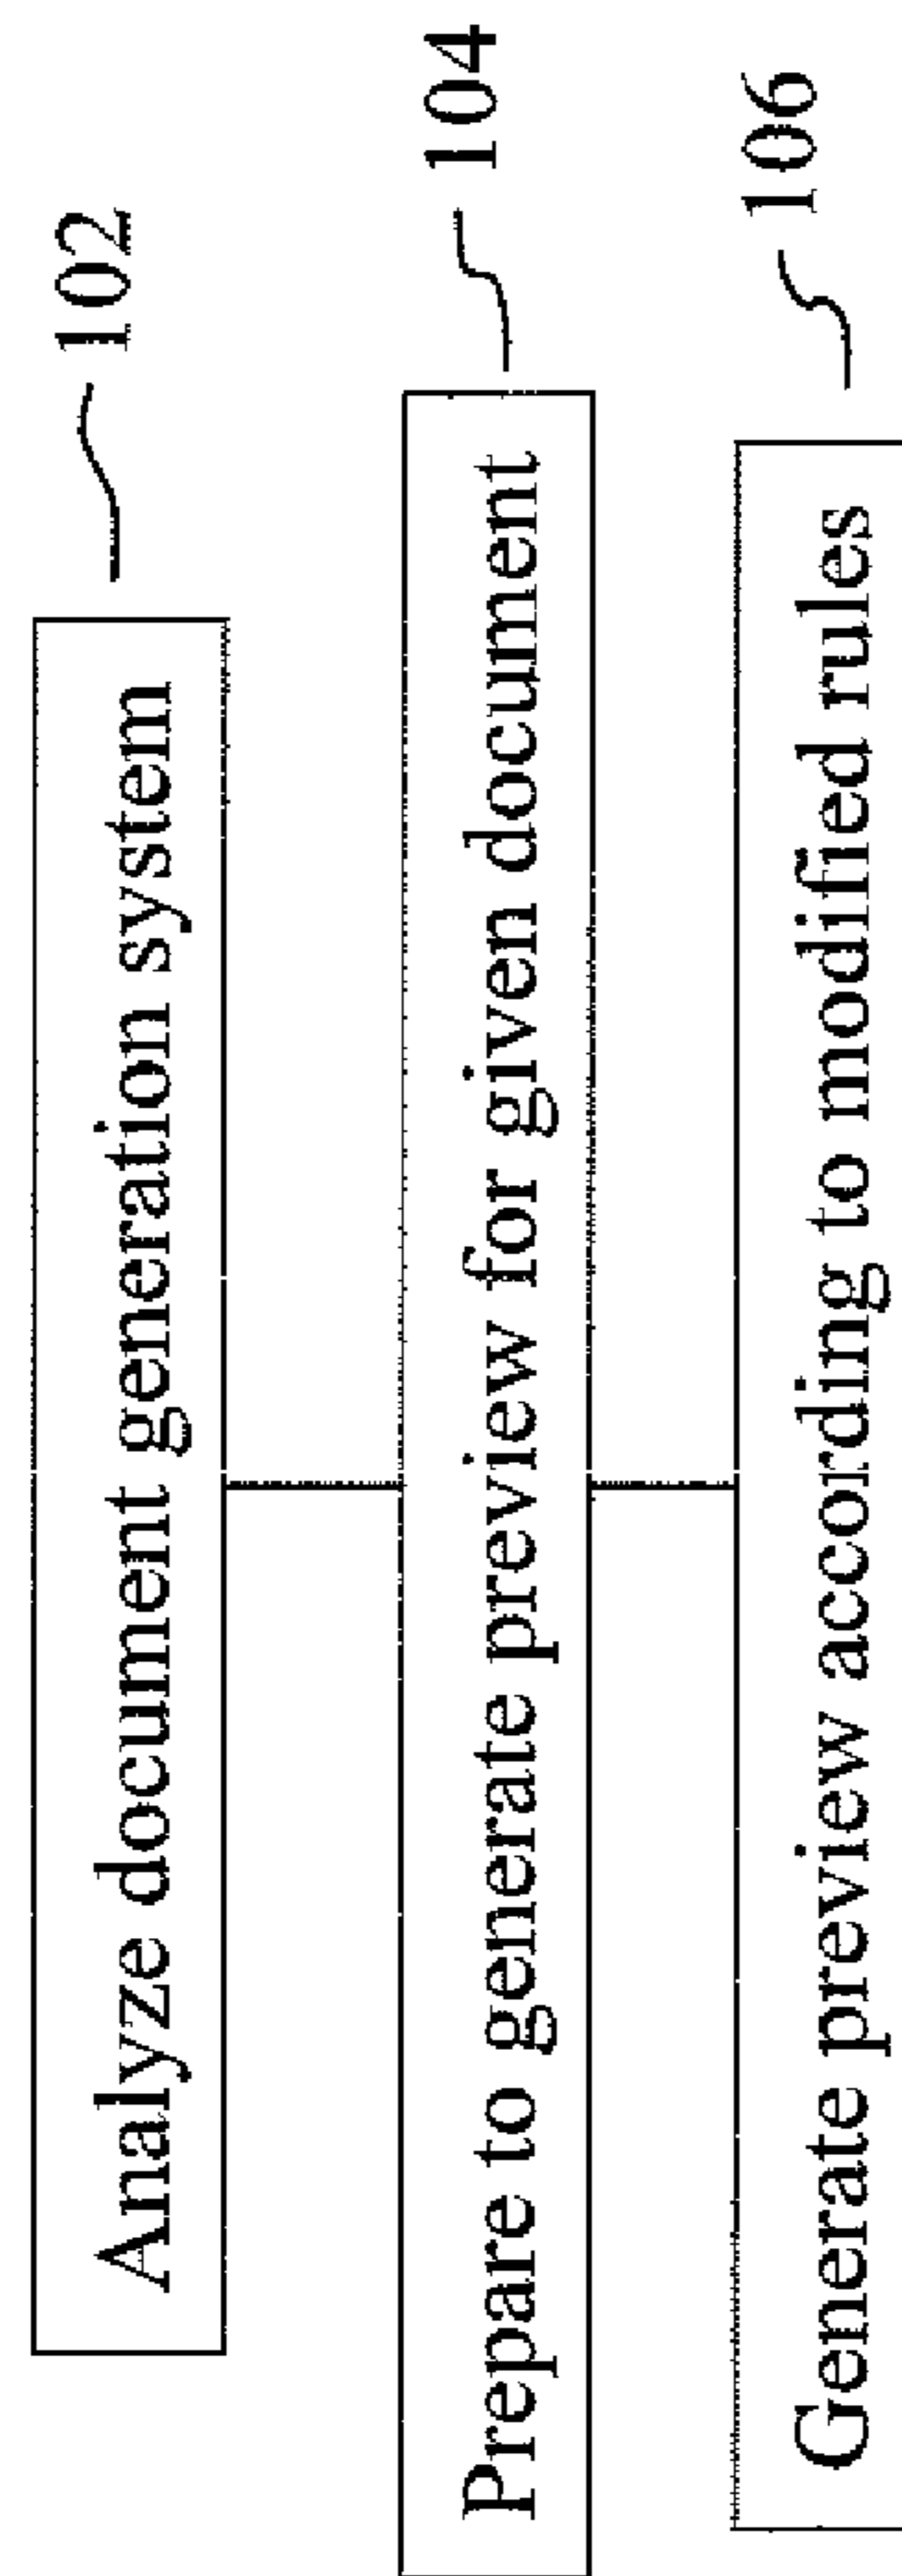 Analyze document generation system
102
Prepare to generate preview for given document
104
Generate preview according to modified rules
106